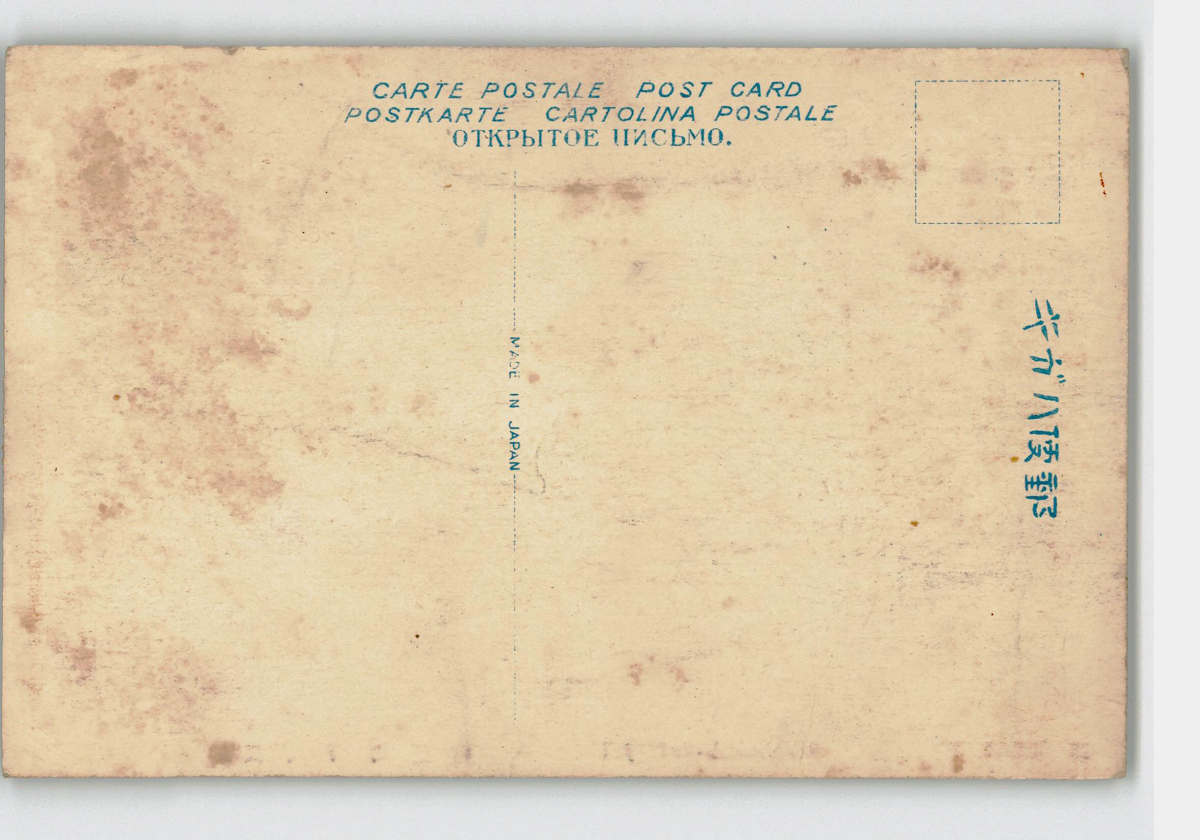 CARTE POSTALE POST CARD
POSTKARTE CARTOLINA POSTALE
ОТКРЫТОЕ ПИСЬМО.
MADE IN JAPAN
郵便ハガキ